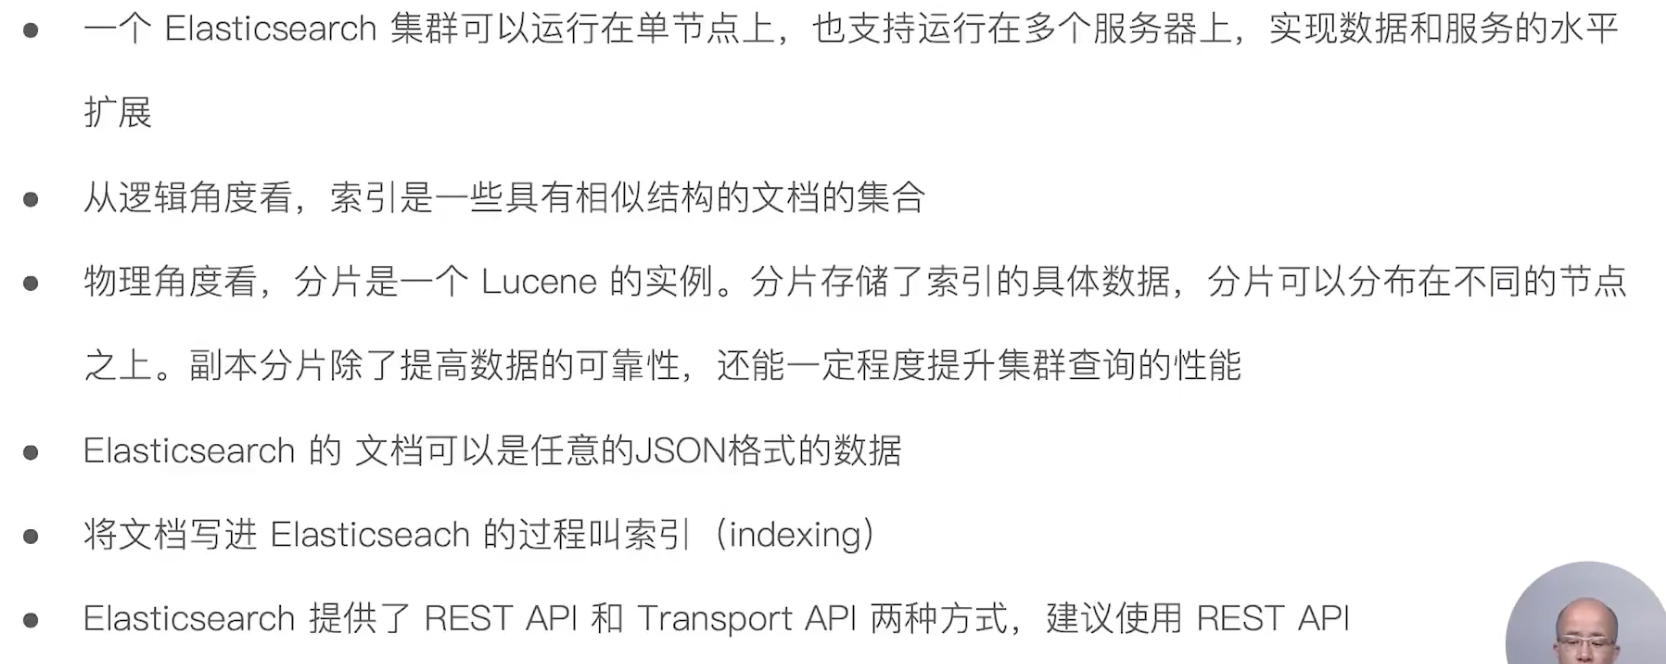 ● 一个 Elasticsearch 集群可以运行在单节点上，也支持运行在多个服务器上，实现数据和服务的水平
扩展
● 从逻辑角度看，索引是一些具有相似结构的文档的集合
● 物理角度看，分片是一个 Lucene 的实例。分片存储了索引的具体数据，分片可以分布在不同的节点
之上。副本分片除了提高数据的可靠性，还能一定程度提升集群查询的性能
● Elasticsearch 的 文档可以是任意的JSON格式的数据
● 将文档写进 Elasticseach 的过程叫索引（indexing）
● Elasticsearch 提供了 REST API 和 Transport API 两种方式，建议使用 REST API